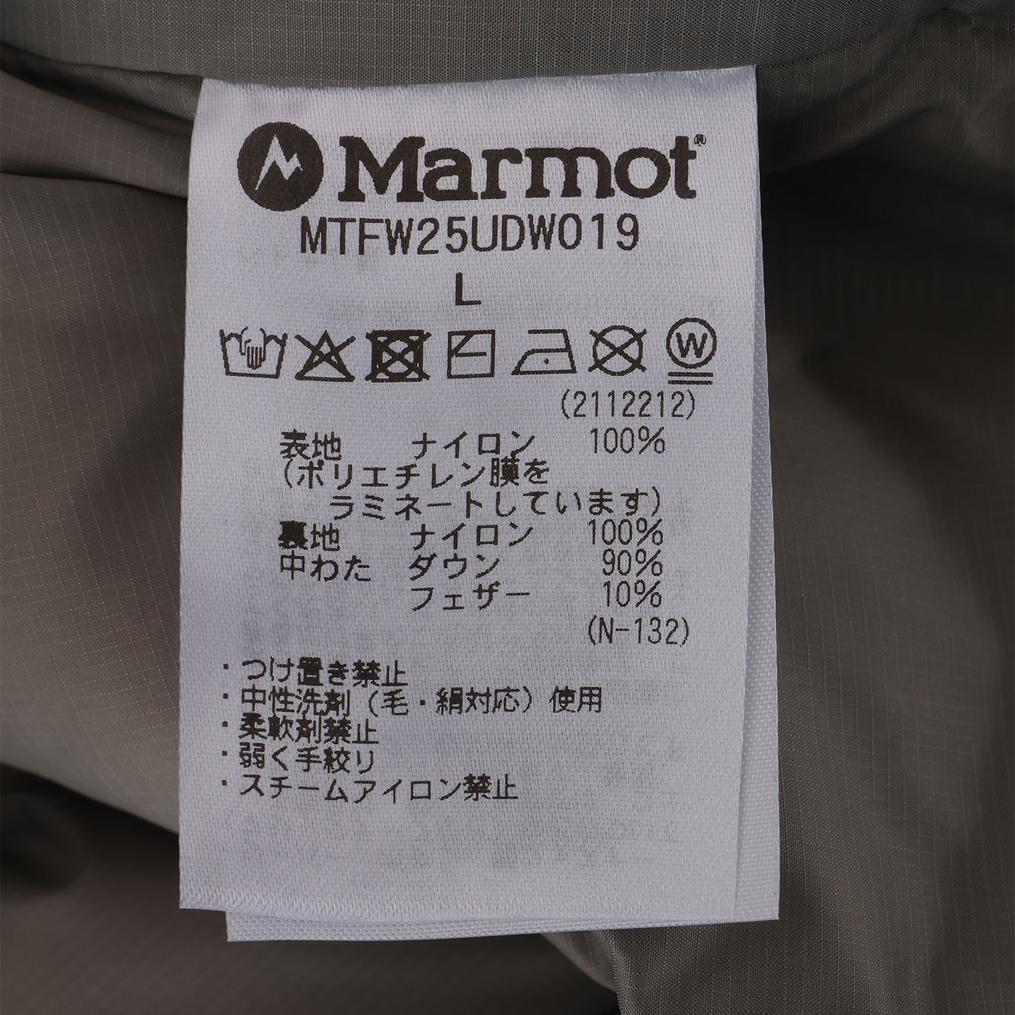 Marmot®
MTFW25UDW019
L
W
(2112212)
表地 ナイロン 100%
(ポリエチレン膜を
ラミネートしています)
裏地 ナイロン 100%
中わた ダウン 90%
フェザー 10%
(N-132)
・つけ置き禁止
・中性洗剤(毛・絹対応)使用
・柔軟剤禁止
・弱く手絞り
・スチームアイロン禁止